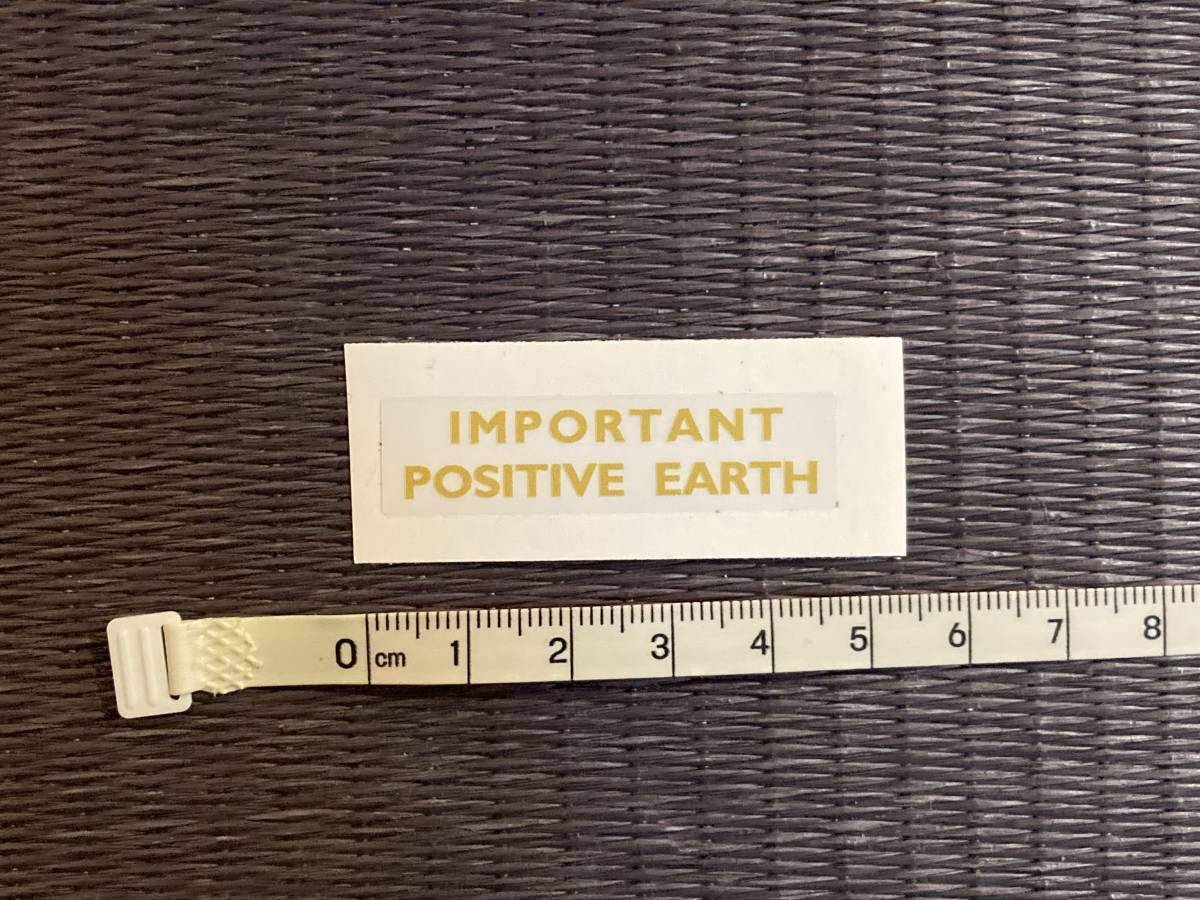 IMPORTANT
POSITIVE EARTH
0 cm 1 2 3 4 5 6 7 8